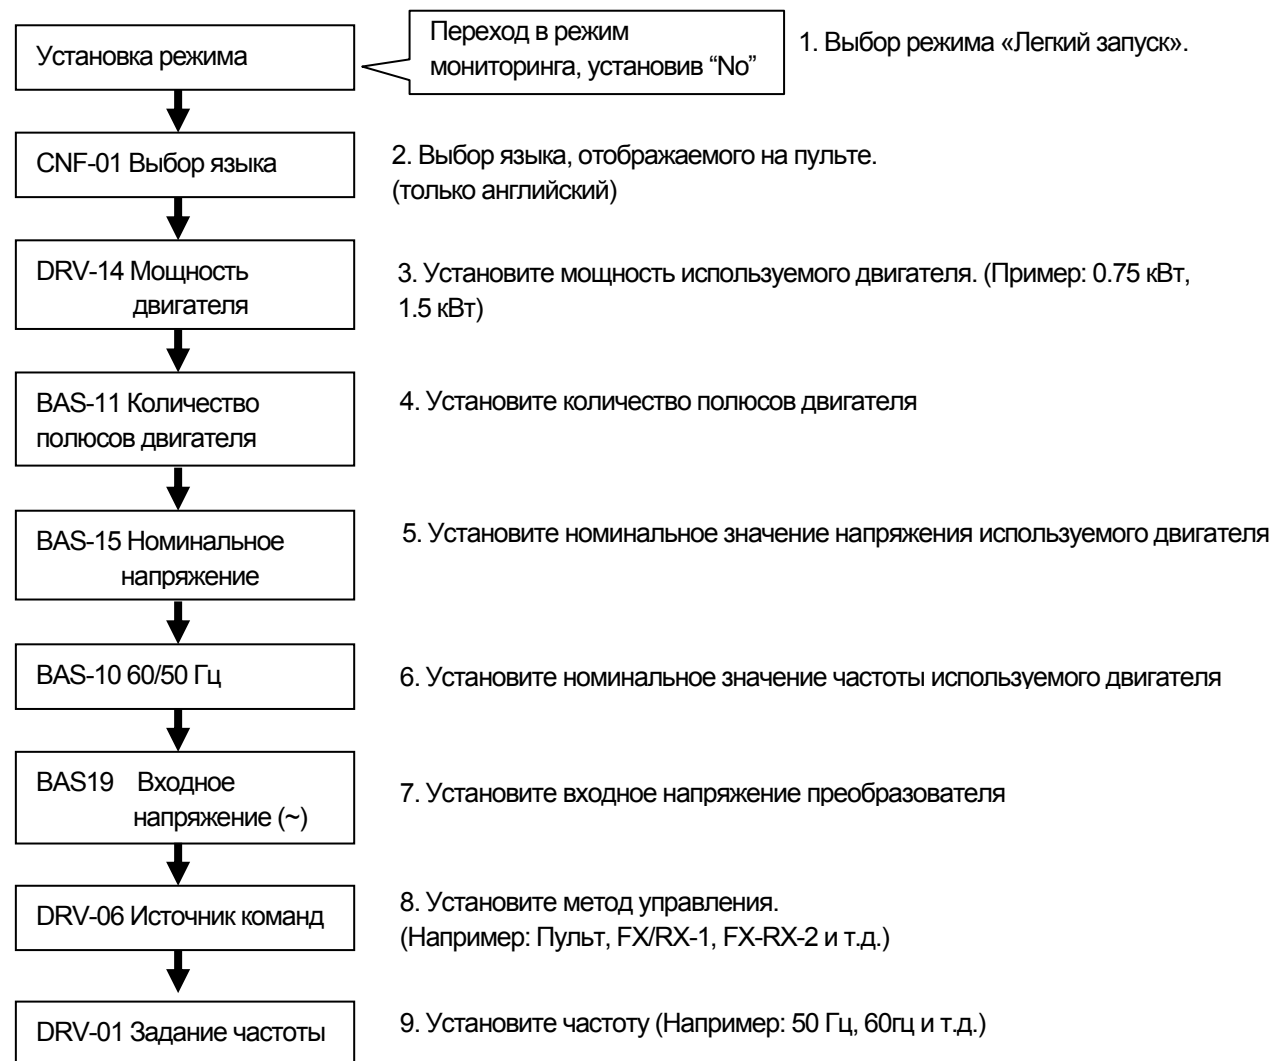 Установка режима
Переход в режим
мониторинга, установив “No”
1. Выбор режима «Легкий запуск».
CNF-01 Выбор языка
2. Выбор языка, отображаемого на пульте.
(только английский)
DRV-14 Мощность
двигателя
3. Установите мощность используемого двигателя. (Пример: 0.75 кВт,
1.5 кВт)
BAS-11 Количество
полюсов двигателя
4. Установите количество полюсов двигателя
BAS-15 Номинальное
напряжение
5. Установите номинальное значение напряжения используемого двигателя
BAS-10 60/50 Гц
6. Установите номинальное значение частоты используемого двигателя
BAS19 Входное
напряжение (~)
7. Установите входное напряжение преобразователя
DRV-06 Источник команд
8. Установите метод управления.
(Например: Пульт, FX/RX-1, FX-RX-2 и т.д.)
DRV-01 Задание частоты
9. Установите частоту (Например: 50 Гц, 60гц и т.д.)